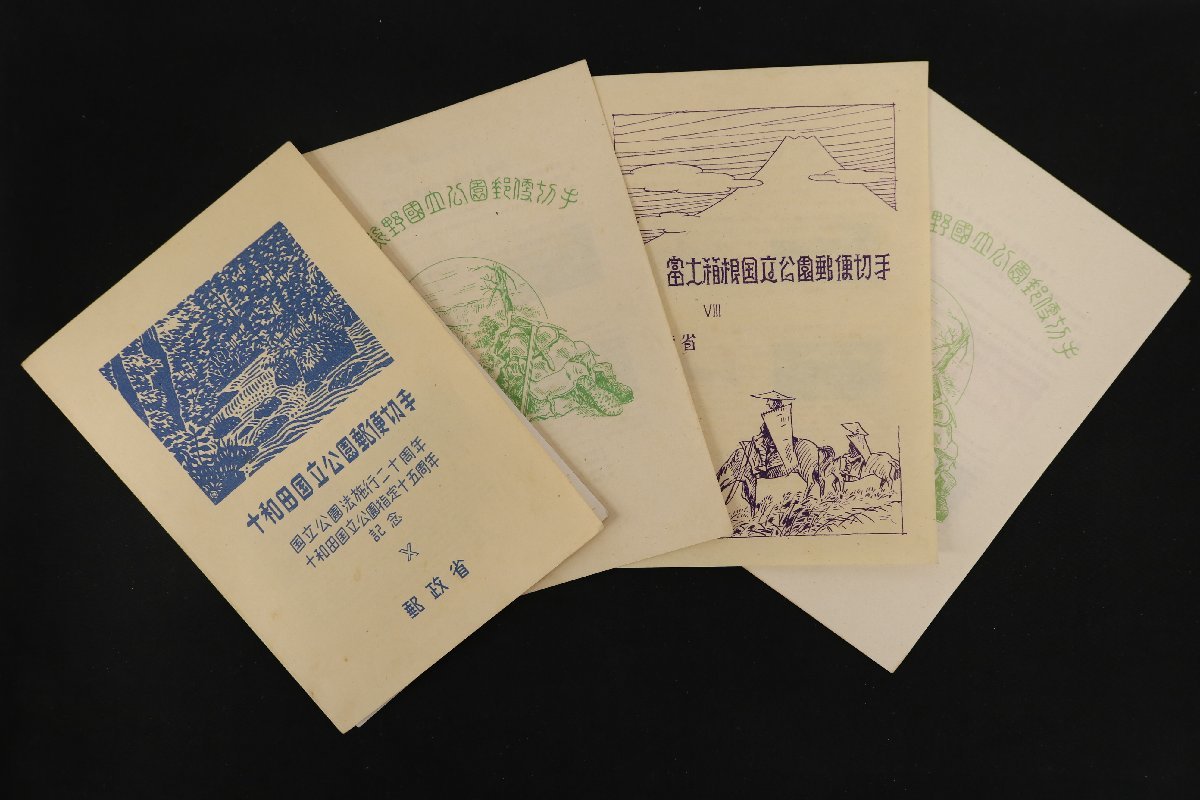 十和田国立公園郵便切手
国立公園法施行二十周年
十和田国立公園指定十五周年
記念
X
郵政省
野國立公園郵便切手
富士箱根国立公園郵便切手
VIII
省
野國立公園郵便切手